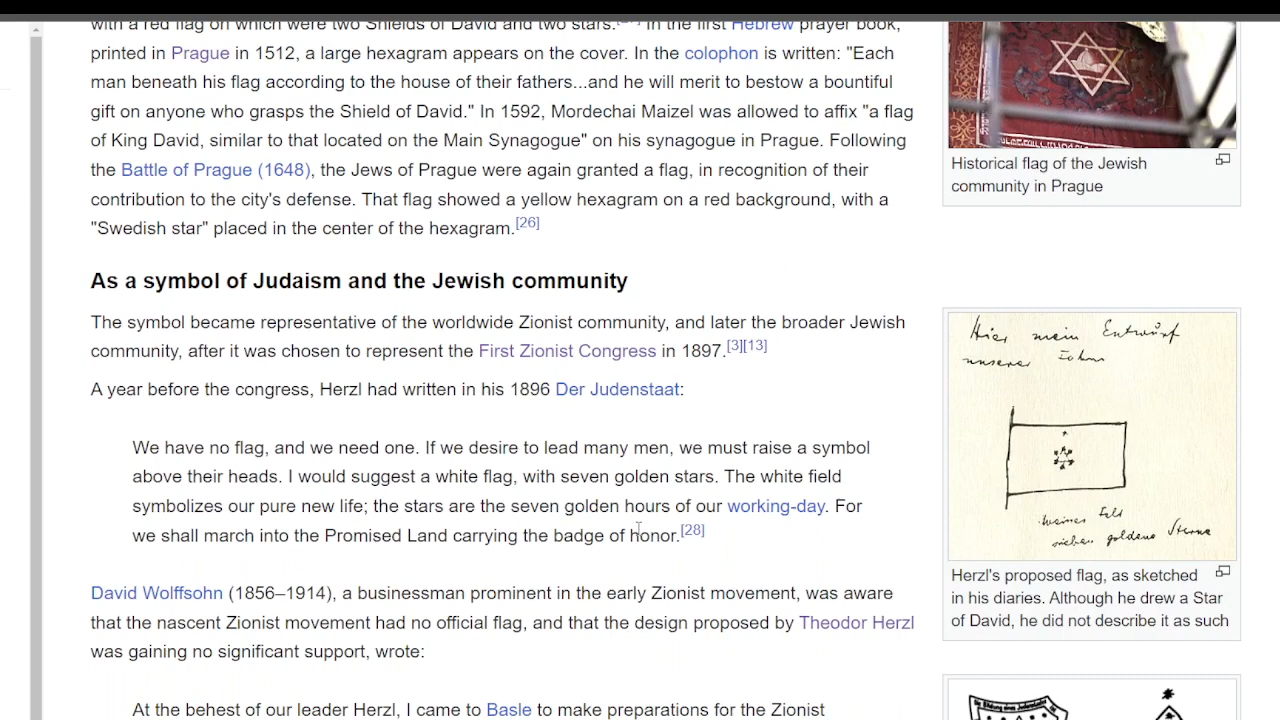 with a red flag on which were two Shields of David and two stars. In the first Hebrew prayer book,
printed in Prague in 1512, a large hexagram appears on the cover. In the colophon is written: "Each
man beneath his flag according to the house of their fathers...and he will merit to bestow a bountiful
gift on anyone who grasps the Shield of David." In 1592, Mordechai Maizel was allowed to affix "a flag
of King David, similar to that located on the Main Synagogue" on his synagogue in Prague. Following
the Battle of Prague (1648), the Jews of Prague were again granted a flag, in recognition of their
contribution to the city's defense. That flag showed a yellow hexagram on a red background, with a
"Swedish star" placed in the center of the hexagram.[26]
Historical flag of the Jewish
community in Prague
As a symbol of Judaism and the Jewish community
The symbol became representative of the worldwide Zionist community, and later the broader Jewish
community, after it was chosen to represent the First Zionist Congress in 1897.[3][13]
A year before the congress, Herzl had written in his 1896 Der Judenstaat:
We have no flag, and we need one. If we desire to lead many men, we must raise a symbol
above their heads. I would suggest a white flag, with seven golden stars. The white field
symbolizes our pure new life; the stars are the seven golden hours of our working-day. For
we shall march into the Promised Land carrying the badge of honor.[28]
David Wolffsohn (1856–1914), a businessman prominent in the early Zionist movement, was aware
that the nascent Zionist movement had no official flag, and that the design proposed by Theodor Herzl
was gaining no significant support, wrote:
At the behest of our leader Herzl, I came to Basle to make preparations for the Zionist
Hier mein Entwurf
unserer
sieben goldene Sterne
Herzl's proposed flag, as sketched
in his diaries. Although he drew a Star
of David, he did not describe it as such